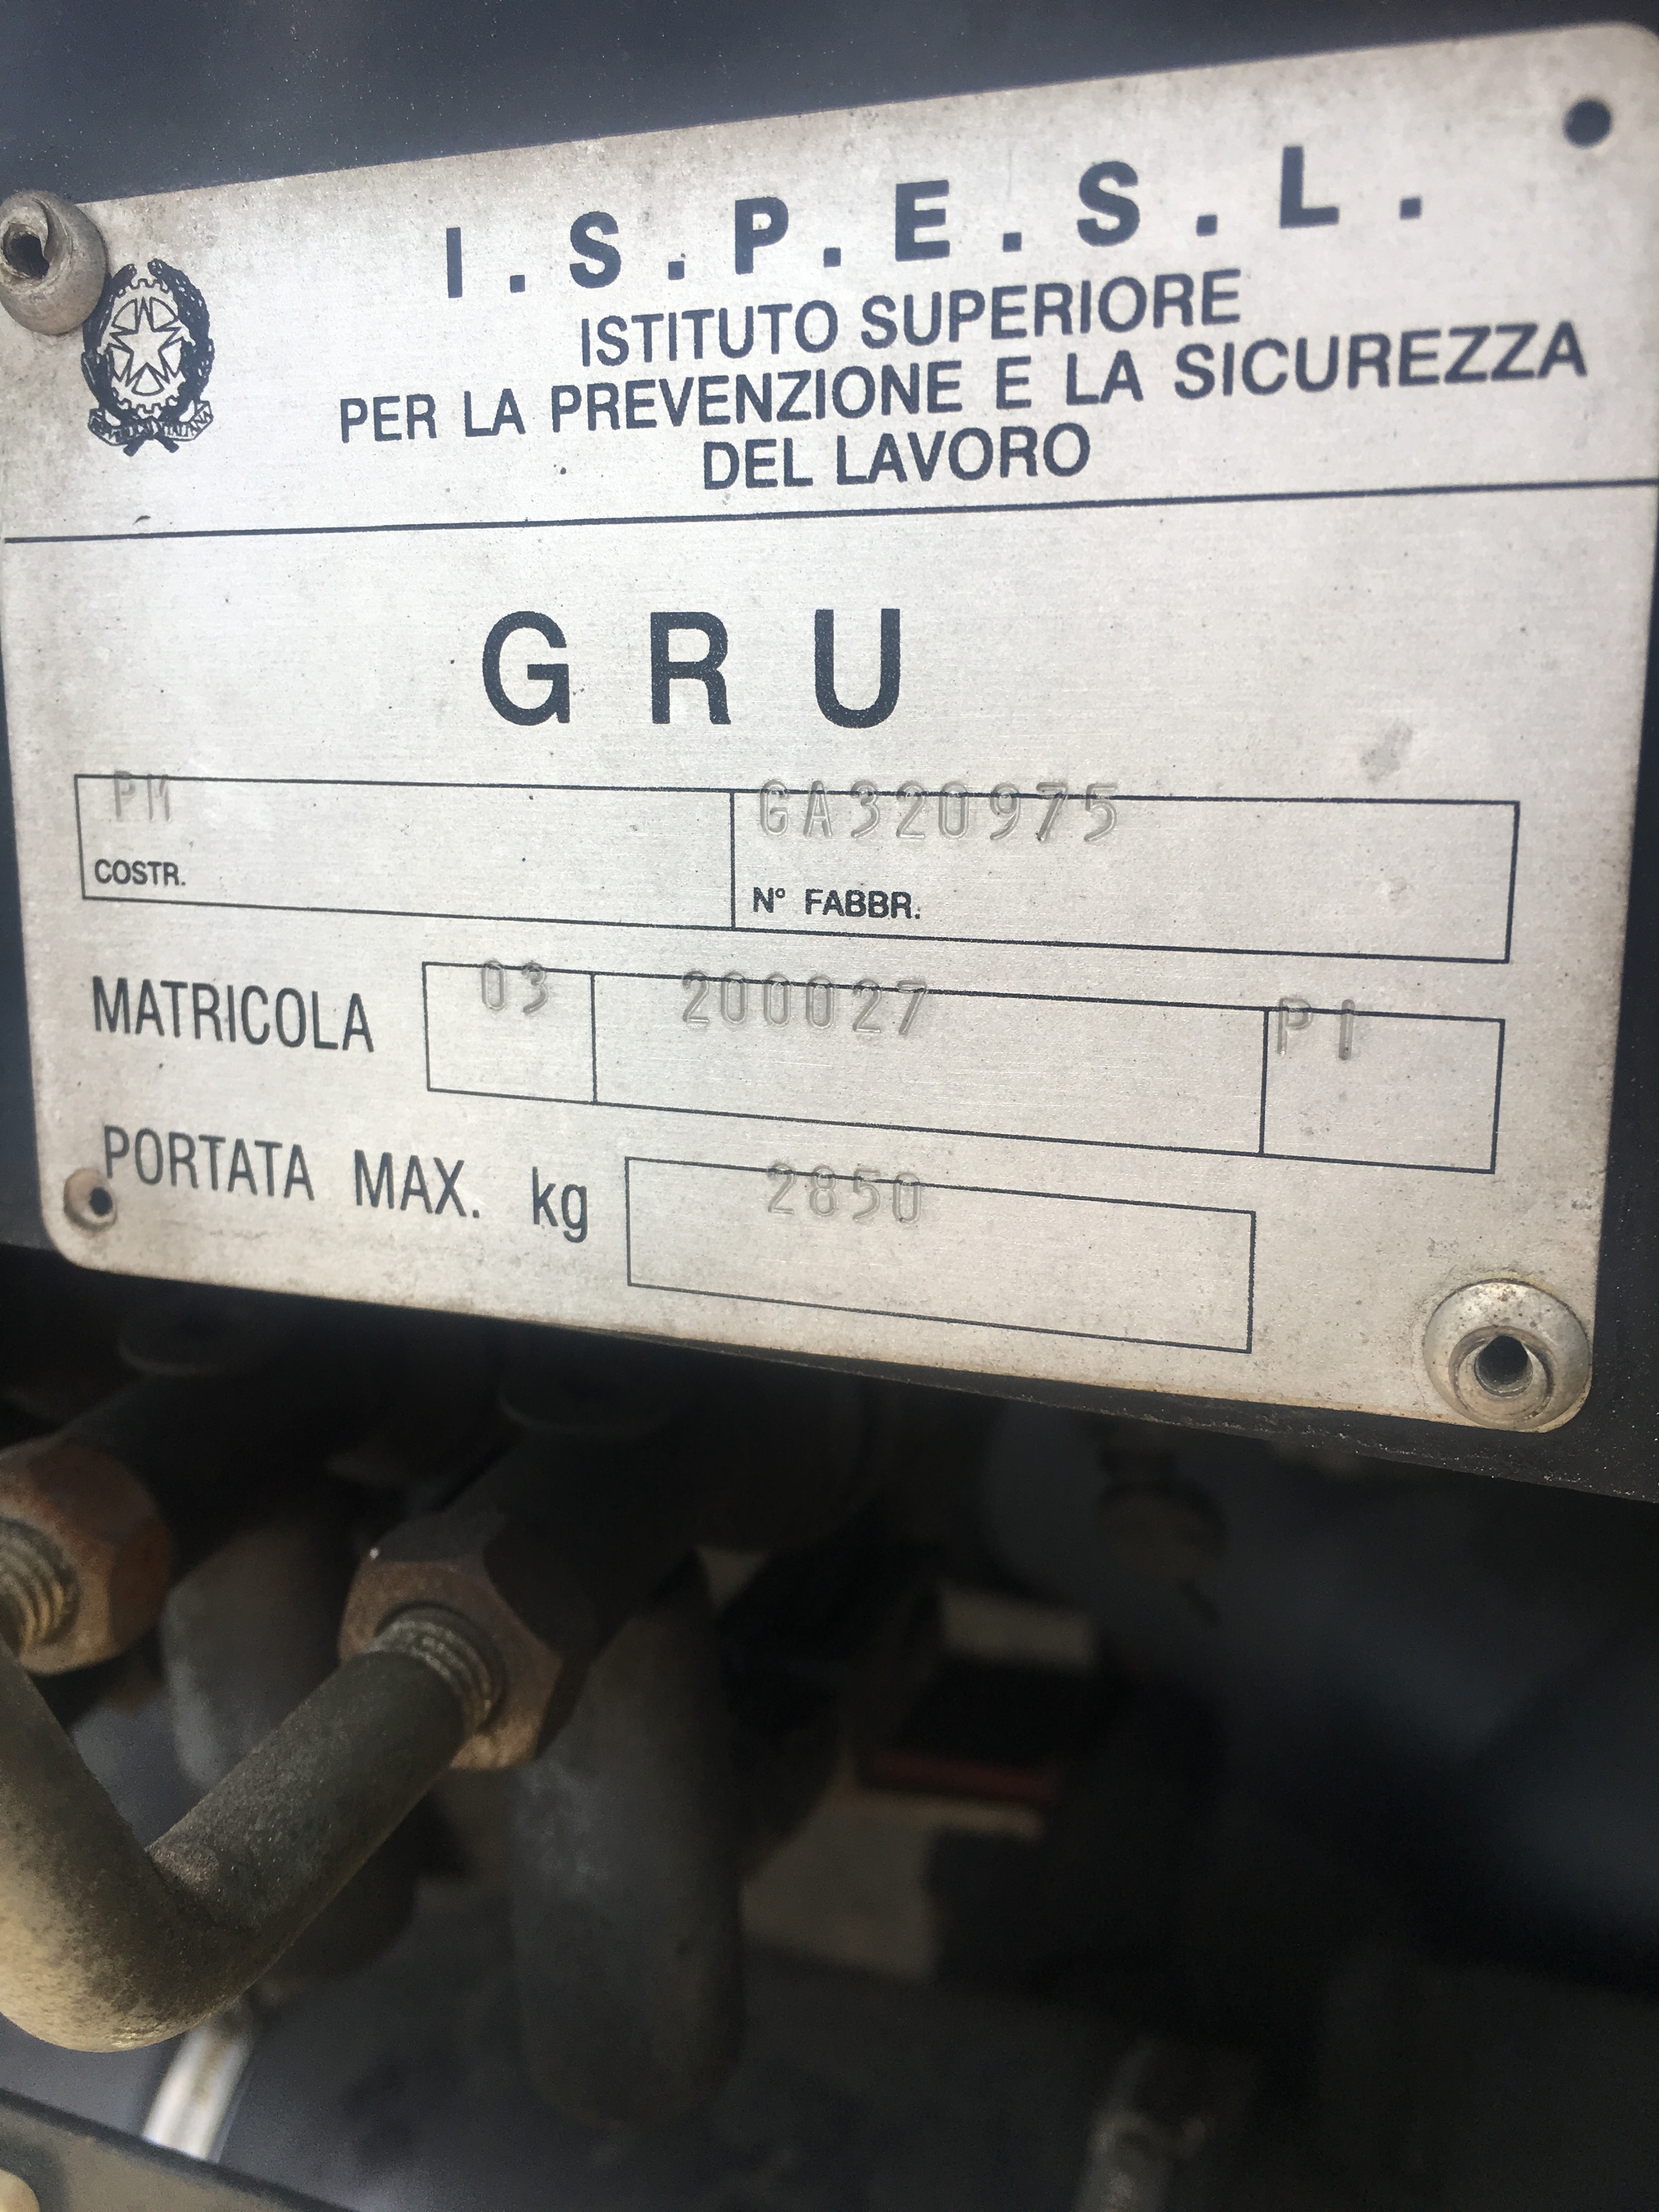 I.S.P.E.S.L.
ISTITUTO SUPERIORE
PER LA PREVENZIONE E LA SICUREZZA
DEL LAVORO
GRU
PM GA320975
COSTR. N° FABBR.
MATRICOLA 03 200027 PI
PORTATA MAX. kg 2850